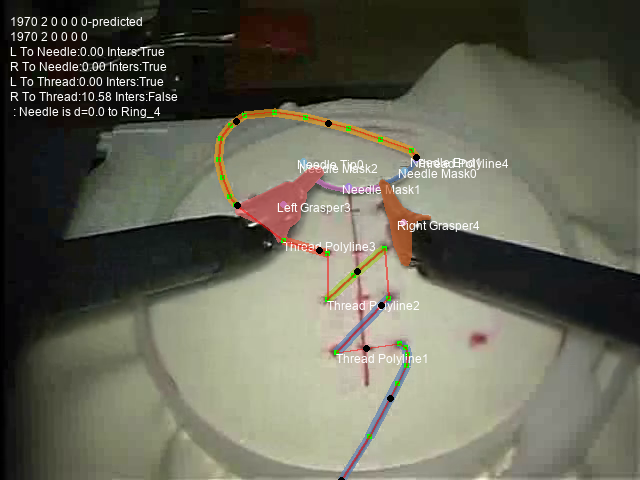 1970 2 0 0 0 0-predicted
1970 2 0 0 0 0
L To Needle:0.00 Inters:True
R To Needle:0.00 Inters:True
L To Thread:0.00 Inters:True
R To Thread:10.58 Inters:False
: Needle is d=0.0 to Ring_4
Needle Tip0
Needle Mask2
Thread Polyline4
Needle Mask0
Needle Mask1
Left Grasper3
Right Grasper4
Thread Polyline3
Thread Polyline2
Thread Polyline1